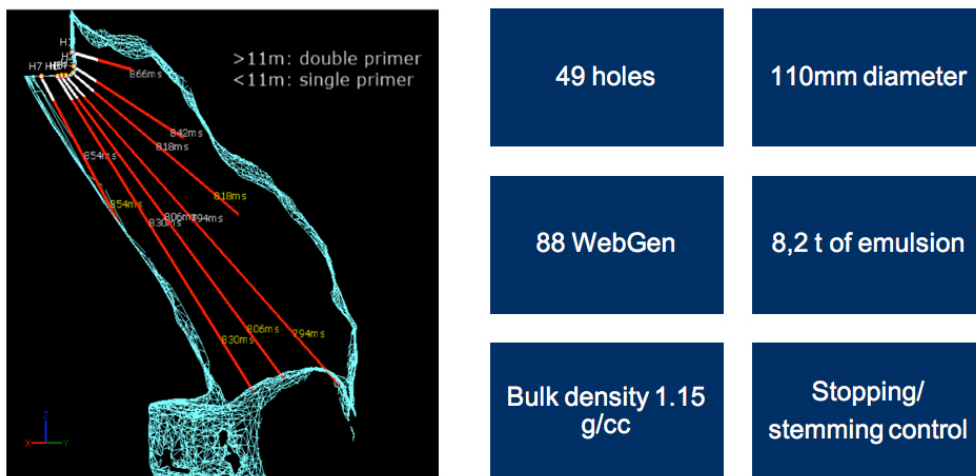 >11m: double primer
<11m: single primer
H7
866ms
842ms
818ms
854ms
818ms
854ms
806ms
794ms
830ms
806ms
794ms
830ms
Z
X
Y
49 holes
110mm diameter
88 WebGen
8,2 t of emulsion
Bulk density 1.15
g/cc
Stopping/
stemming control